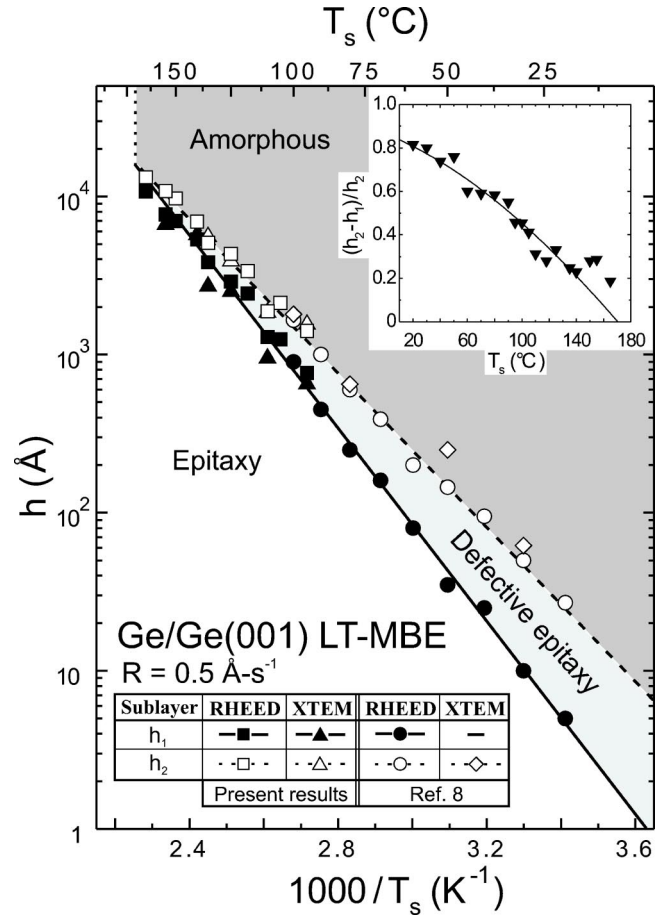 T_s (°C)
150 100 75 50 25
Amorphous
(h_2-h_1)/h_2
1.0
0.8
0.6
0.4
0.2
0
20 60 100 140 180
T_s (°C)
10^4
10^3
10^2
10
1
h (Å)
Epitaxy
Defective epitaxy
Ge/Ge(001) LT-MBE
R = 0.5 Å-s^-1
Sublayer RHEED XTEM RHEED XTEM
h_1
h_2
Present results Ref. 8
2.4 2.8 3.2 3.6
1000/T_s (K^-1)